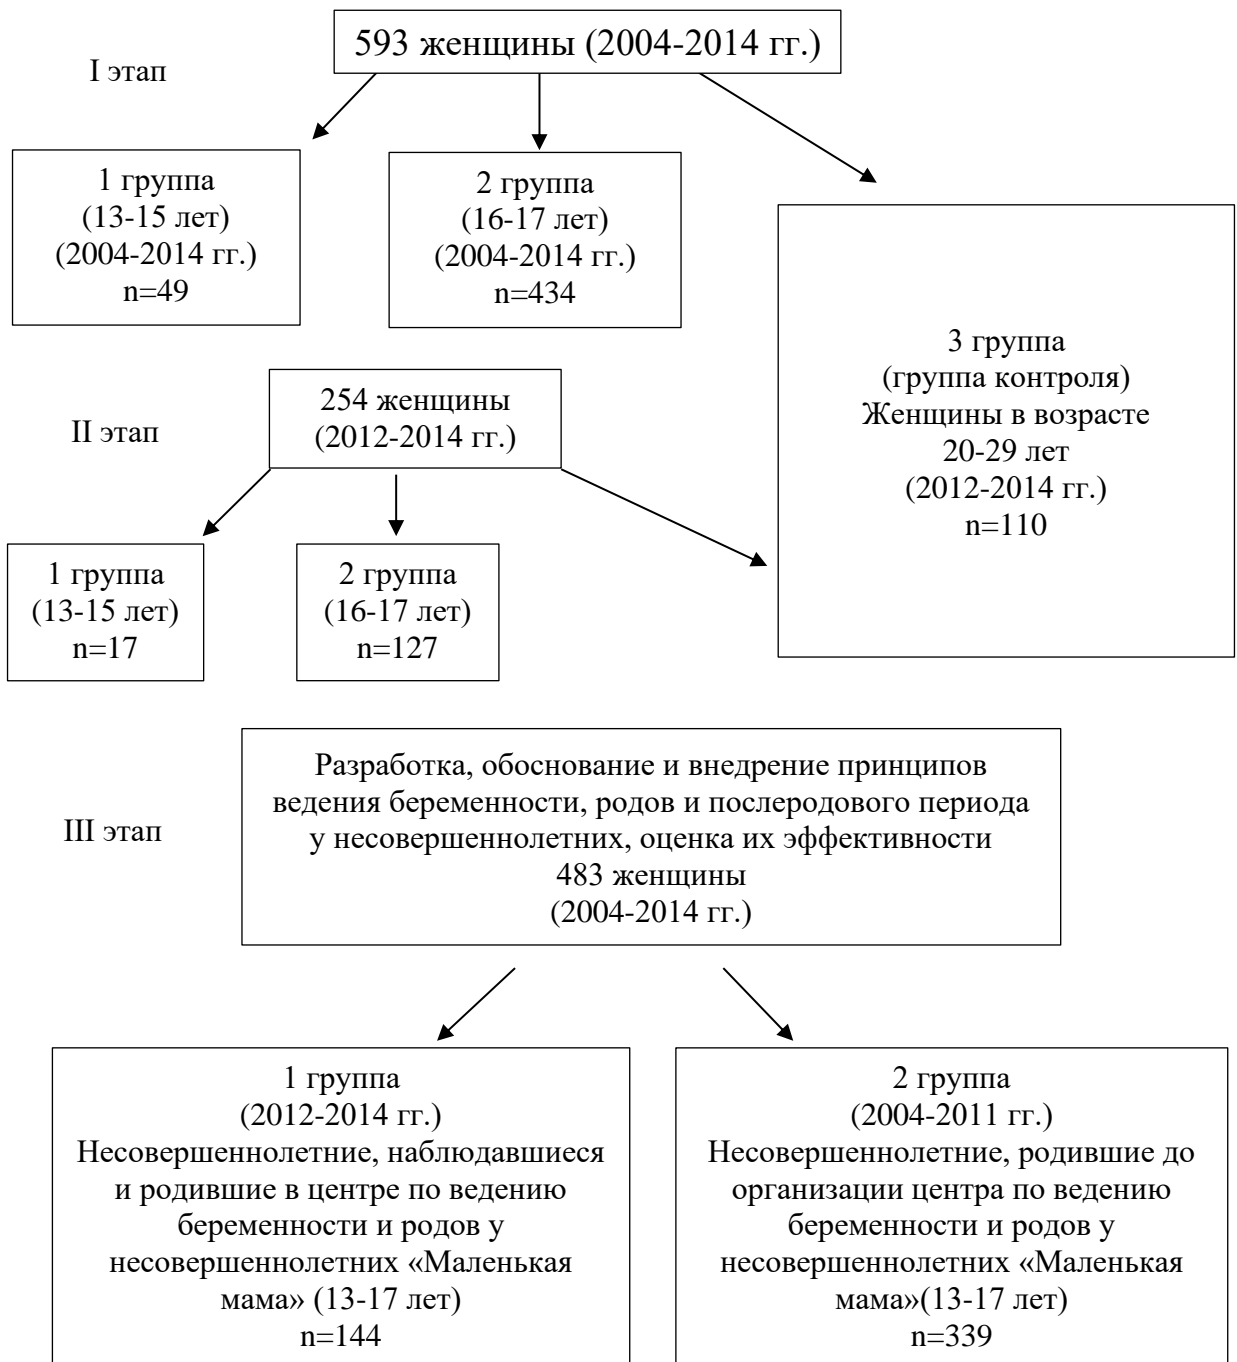 593 женщины (2004-2014 гг.)
I этап
1 группа
(13-15 лет)
(2004-2014 гг.)
n=49
2 группа
(16-17 лет)
(2004-2014 гг.)
n=434
3 группа
(группа контроля)
Женщины в возрасте
20-29 лет
(2012-2014 гг.)
n=110
II этап
254 женщины
(2012-2014 гг.)
1 группа
(13-15 лет)
n=17
2 группа
(16-17 лет)
n=127
III этап
Разработка, обоснование и внедрение принципов
ведения беременности, родов и послеродового периода
у несовершеннолетних, оценка их эффективности
483 женщины
(2004-2014 гг.)
1 группа
(2012-2014 гг.)
Несовершеннолетние, наблюдавшиеся
и родившие в центре по ведению
беременности и родов у
несовершеннолетних «Маленькая
мама» (13-17 лет)
n=144
2 группа
(2004-2011 гг.)
Несовершеннолетние, родившие до
организации центра по ведению
беременности и родов у
несовершеннолетних «Маленькая
мама»(13-17 лет)
n=339